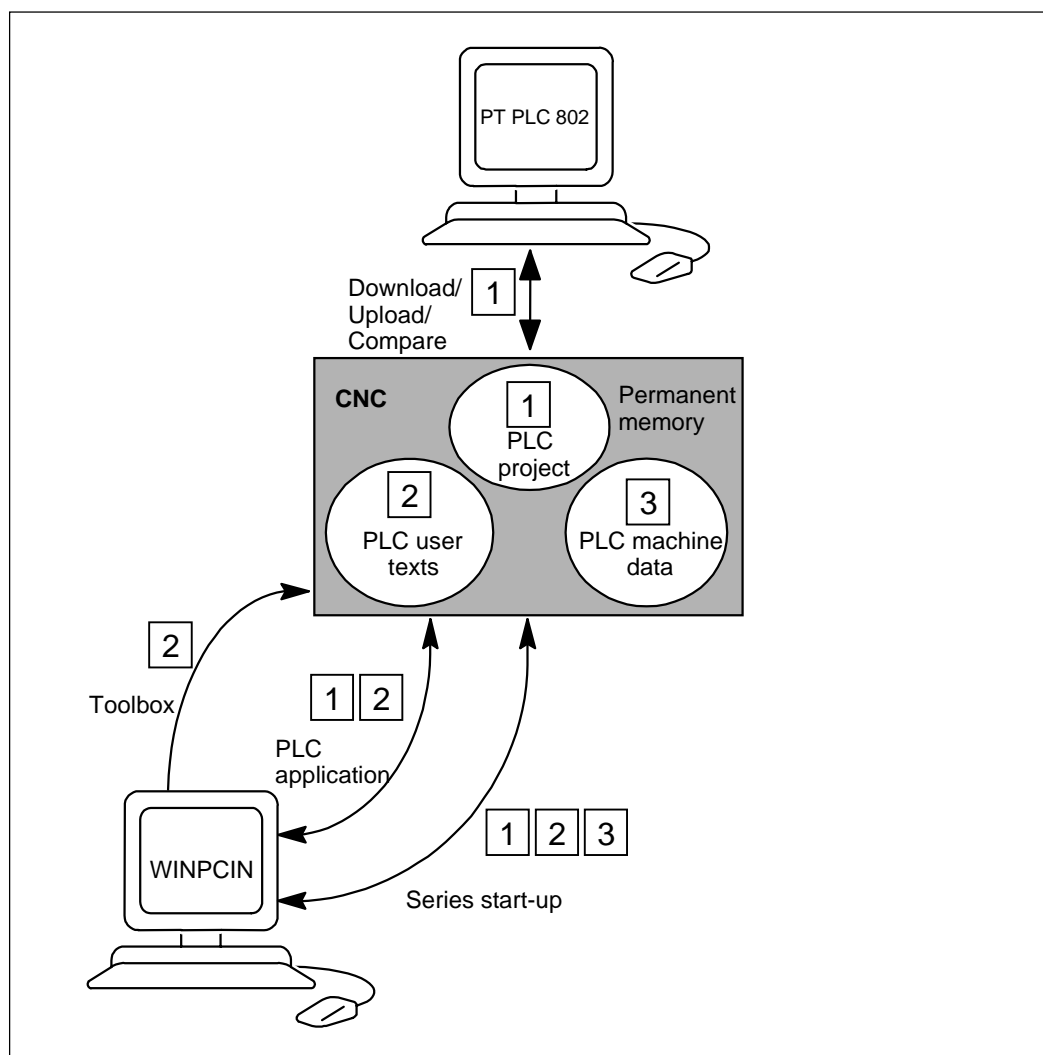 PT PLC 802
Download/
Upload/
Compare
1
CNC
1
PLC
project
Permanent
memory
2
PLC user
texts
3
PLC machine
data
2
Toolbox
1 2
PLC
application
1 2 3
Series start-up
WINPCIN